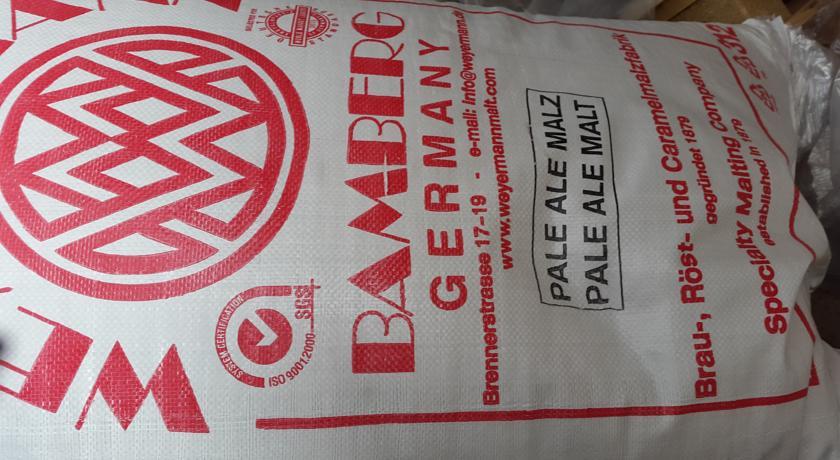 BAMBERG
GERMANY
Brennerstrasse 17-19 - e-mail: info@weyermann.de
www.weyermannmalt.com
PALE ALE MALZ
PALE ALE MALT
Brau-, Röst- und Caramelmalzfabrik
gegründet 1879
Specialty Malting Company
established in 1879
SYSTEM CERTIFICATION
ISO 9001:2000
SGS